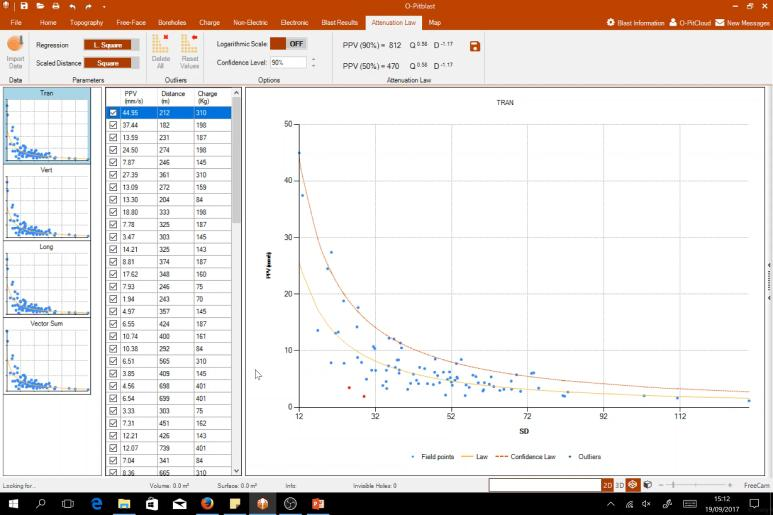 O-Pitblast
File Home Topography Free-Face Boreholes Charge Non-Electric Electronic Blast Results Attenuation Law Map
Blast Information O-PitCloud New Messages
Import Data
Data
Regression L. Square
Scaled Distance Square
Parameters
Delete All
Reset Values
Outliers
Logarithmic Scale: OFF
Confidence Level: 90%
Options
PPV (90%) = 812 Q 0.58 D -1.17
PPV (50%) = 470 Q 0.58 D -1.17
Attenuation Law
Tran
Vert
Long
Vector Sum
PPV (mm/s) Distance (m) Charge (Kg)
44.95 212 310
37.44 182 198
13.59 231 187
24.50 274 198
7.87 246 145
27.39 361 310
13.09 272 159
13.30 204 84
18.80 333 198
7.78 325 187
3.47 303 145
14.21 325 143
8.81 374 187
17.62 348 160
7.93 246 75
1.94 243 70
4.97 357 145
6.55 424 187
10.74 400 161
10.38 292 84
6.51 565 310
3.85 409 145
4.56 698 401
6.54 699 401
3.33 303 75
7.31 451 162
12.21 426 143
12.07 739 401
7.04 341 84
8.36 665 310
TRAN
50
40
30
20
10
0
PPV (mm/s)
12 32 52 72 92 112
SD
Field points Law Confidence Law Outliers
Looking for... Volume: 0.0 m³ Surface: 0.0 m² Info: Invisible Holes: 0
2D 3D
FreeCam
15:12
19/09/2017